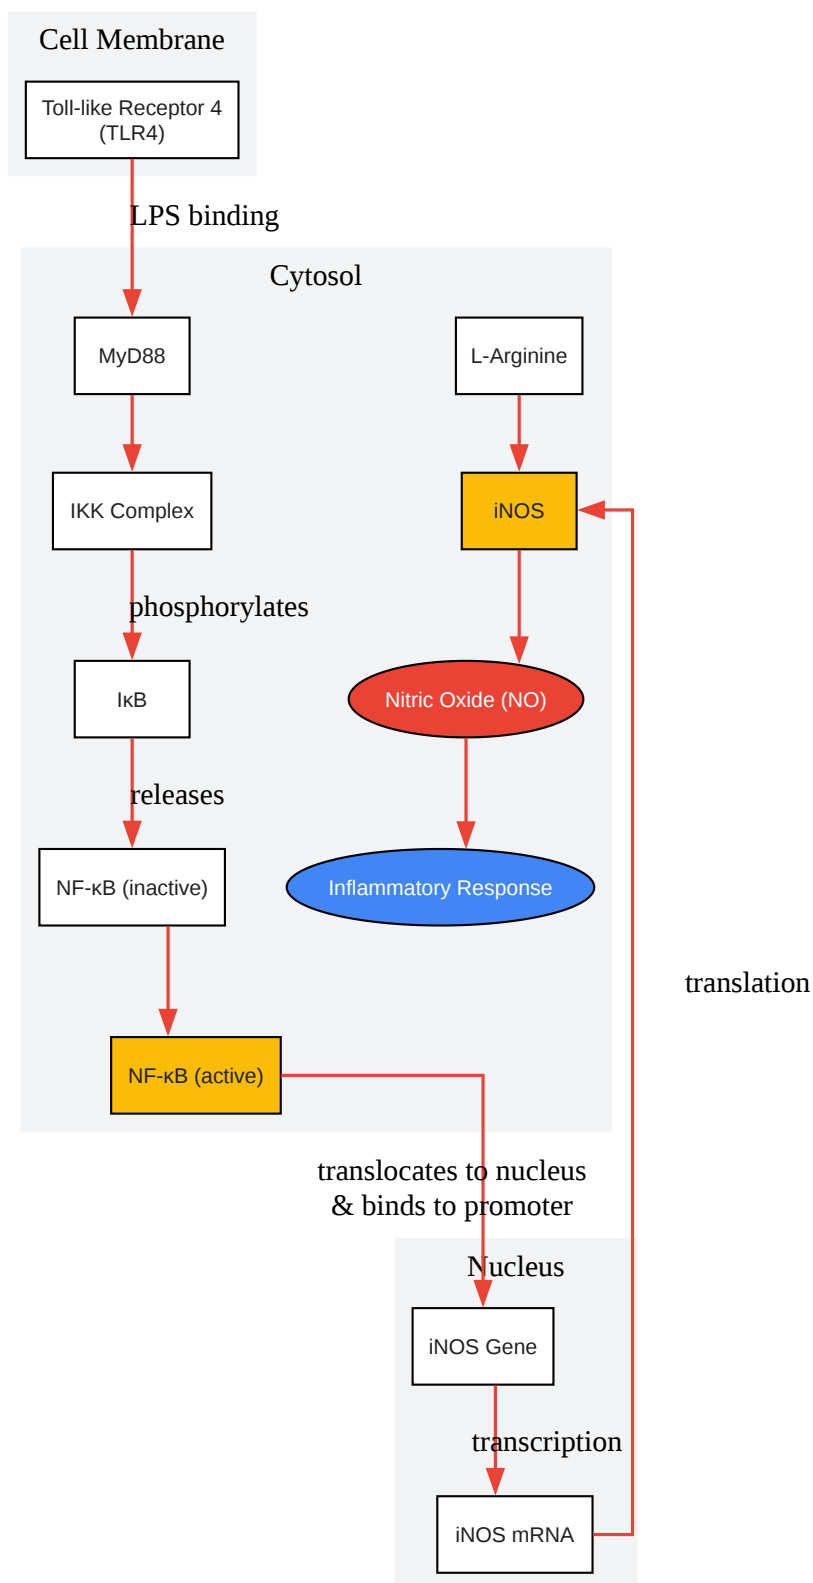 Cell Membrane
Toll-like Receptor 4
(TLR4)
LPS binding
Cytosol
MyD88
L-Arginine
IKK Complex
iNOS
phosphorylates
IκB
Nitric Oxide (NO)
releases
NF-κB (inactive)
Inflammatory Response
translation
NF-κB (active)
translocates to nucleus
& binds to promoter
Nucleus
iNOS Gene
transcription
iNOS mRNA